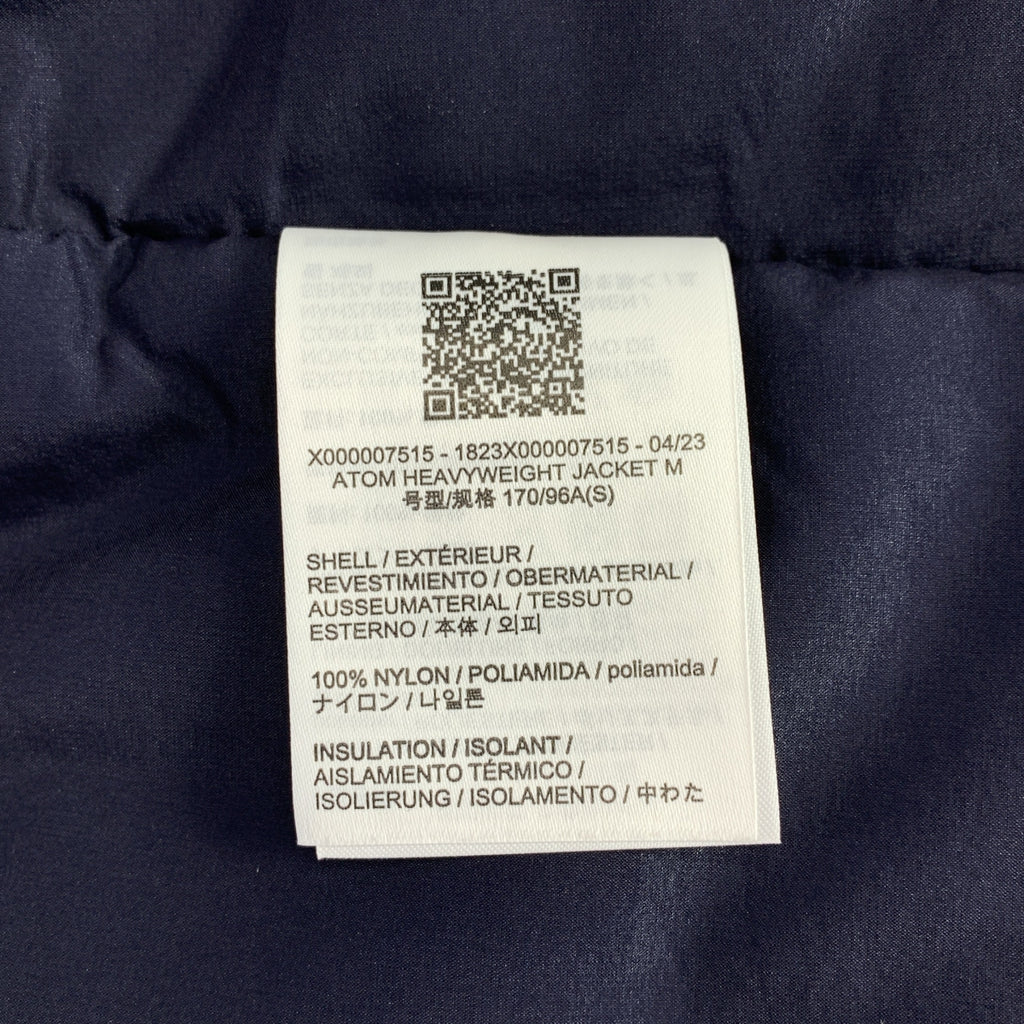 X000007515 - 1823X000007515 - 04/23
ATOM HEAVYWEIGHT JACKET M
号型/规格 170/96A(S)
SHELL / EXTÉRIEUR /
REVESTIMIENTO / OBERMATERIAL /
AUSSEUMATERIAL / TESSUTO
ESTERNO / 本体 / 외피
100% NYLON / POLIAMIDA / poliamida /
ナイロン / 나일론
INSULATION / ISOLANT /
AISLAMIENTO TÉRMICO /
ISOLIERUNG / ISOLAMENTO / 中わた